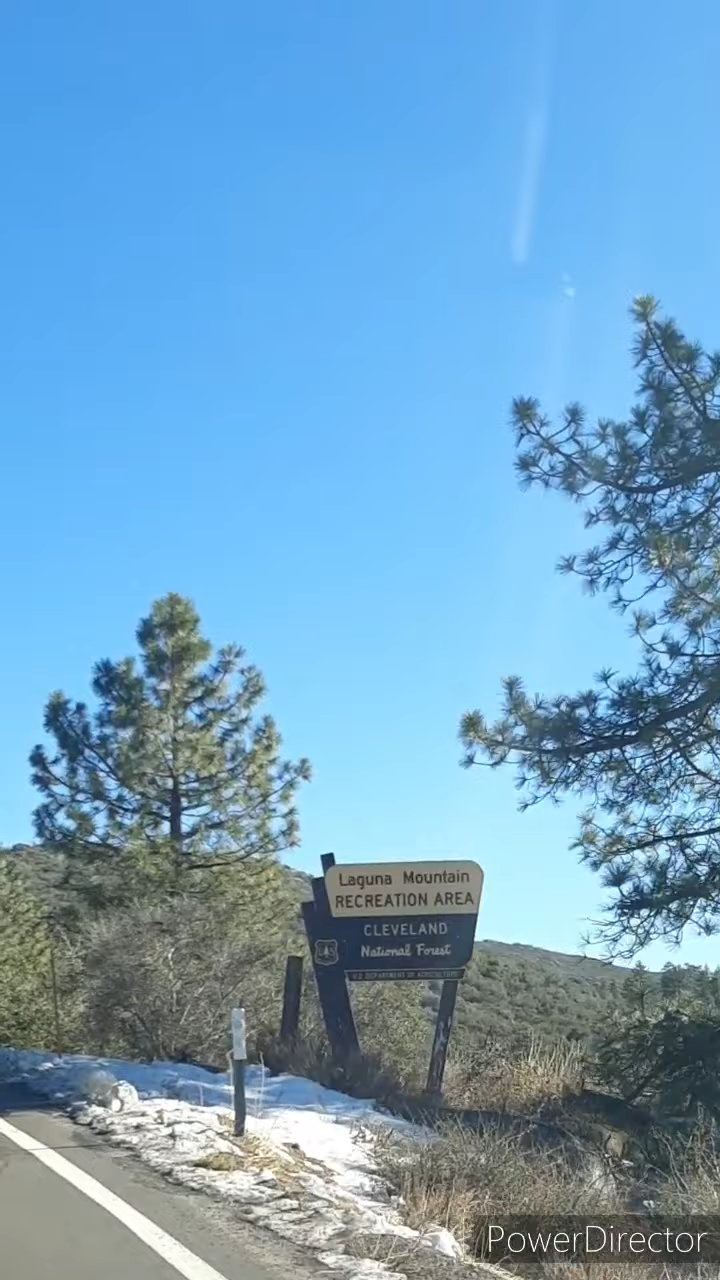 Laguna Mountain
RECREATION AREA
CLEVELAND
National Forest
U.S. DEPARTMENT OF AGRICULTURE
PowerDirector